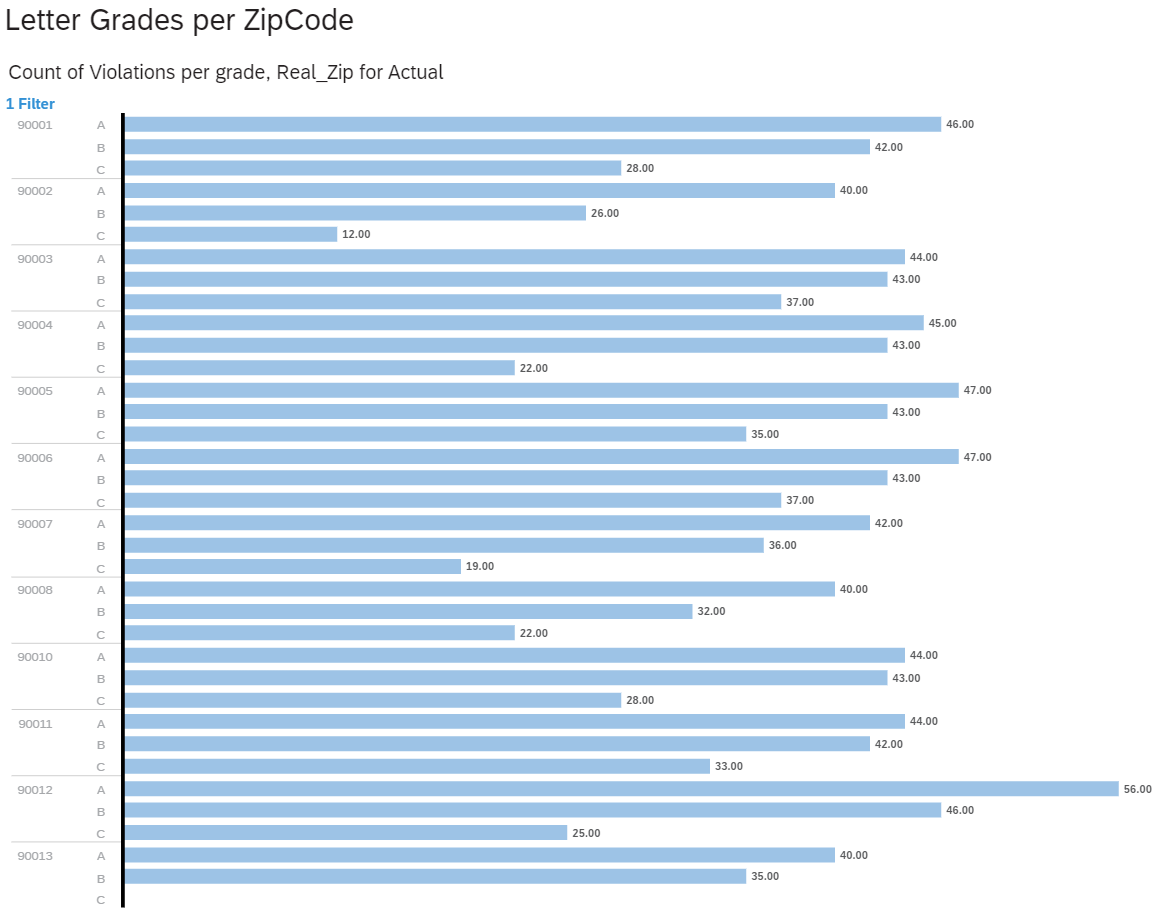 Letter Grades per ZipCode
Count of Violations per grade, Real_Zip for Actual
1 Filter
90001 A 46.00
B 42.00
C 28.00
90002 A 40.00
B 26.00
C 12.00
90003 A 44.00
B 43.00
C 37.00
90004 A 45.00
B 43.00
C 22.00
90005 A 47.00
B 43.00
C 35.00
90006 A 47.00
B 43.00
C 37.00
90007 A 42.00
B 36.00
C 19.00
90008 A 40.00
B 32.00
C 22.00
90010 A 44.00
B 43.00
C 28.00
90011 A 44.00
B 42.00
C 33.00
90012 A 56.00
B 46.00
C 25.00
90013 A 40.00
B 35.00
C